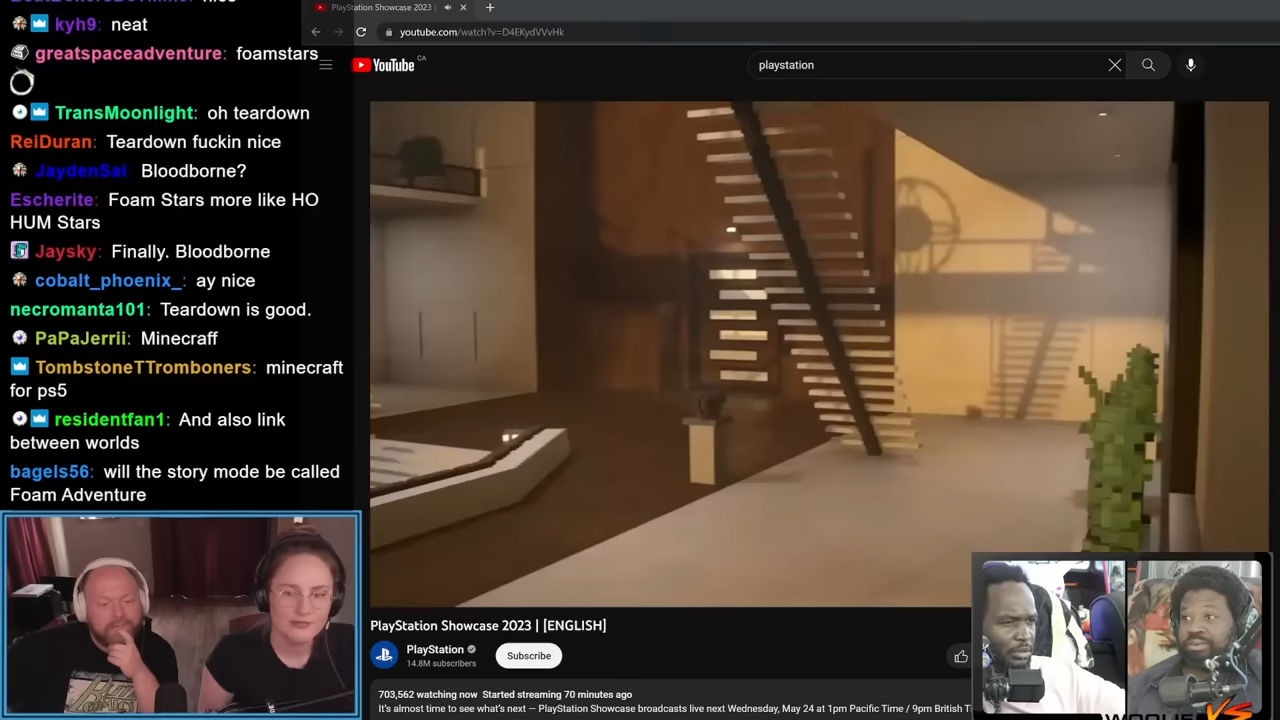 kyh9: neat
greatspaceadventure: foamstars
TransMoonlight: oh teardown
ReiDuran: Teardown fuckin nice
JaydenSai: Bloodborne?
Escherite: Foam Stars more like HO
HUM Stars
Jaysky: Finally. Bloodborne
cobalt_phoenix_: ay nice
necromanta101: Teardown is good.
PaPaJerrii: Minecraff
TombstoneTTromboners: minecraft
for ps5
residentfan1: And also link
between worlds
bagels56: will the story mode be called
Foam Adventure
PlayStation Showcase 2023 |
youtube.com/watch?v=D4EKydVVvHk
YouTube CA
playstation
PlayStation Showcase 2023 | [ENGLISH]
PlayStation
14.8M subscribers
Subscribe
703,562 watching now Started streaming 70 minutes ago
It's almost time to see what's next — PlayStation Showcase broadcasts live next Wednesday, May 24 at 1pm Pacific Time / 9pm British T
VS